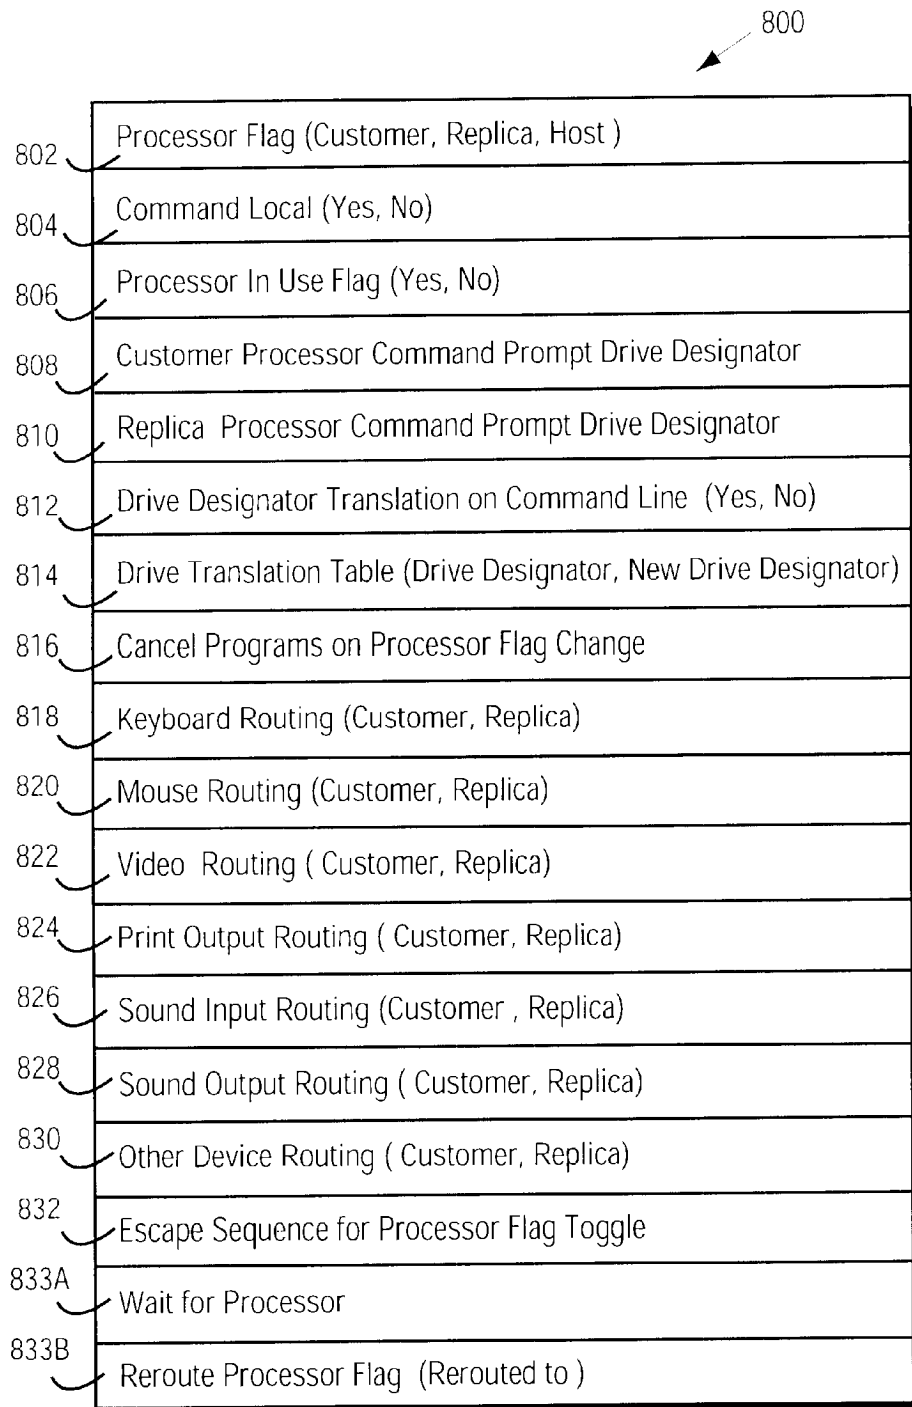 800
802 Processor Flag (Customer, Replica, Host )
804 Command Local (Yes, No)
806 Processor In Use Flag (Yes, No)
808 Customer Processor Command Prompt Drive Designator
810 Replica Processor Command Prompt Drive Designator
812 Drive Designator Translation on Command Line (Yes, No)
814 Drive Translation Table (Drive Designator, New Drive Designator)
816 Cancel Programs on Processor Flag Change
818 Keyboard Routing (Customer, Replica)
820 Mouse Routing (Customer, Replica)
822 Video Routing ( Customer, Replica)
824 Print Output Routing ( Customer, Replica)
826 Sound Input Routing (Customer , Replica)
828 Sound Output Routing ( Customer, Replica)
830 Other Device Routing ( Customer, Replica)
832 Escape Sequence for Processor Flag Toggle
833A Wait for Processor
833B Reroute Processor Flag (Rerouted to )